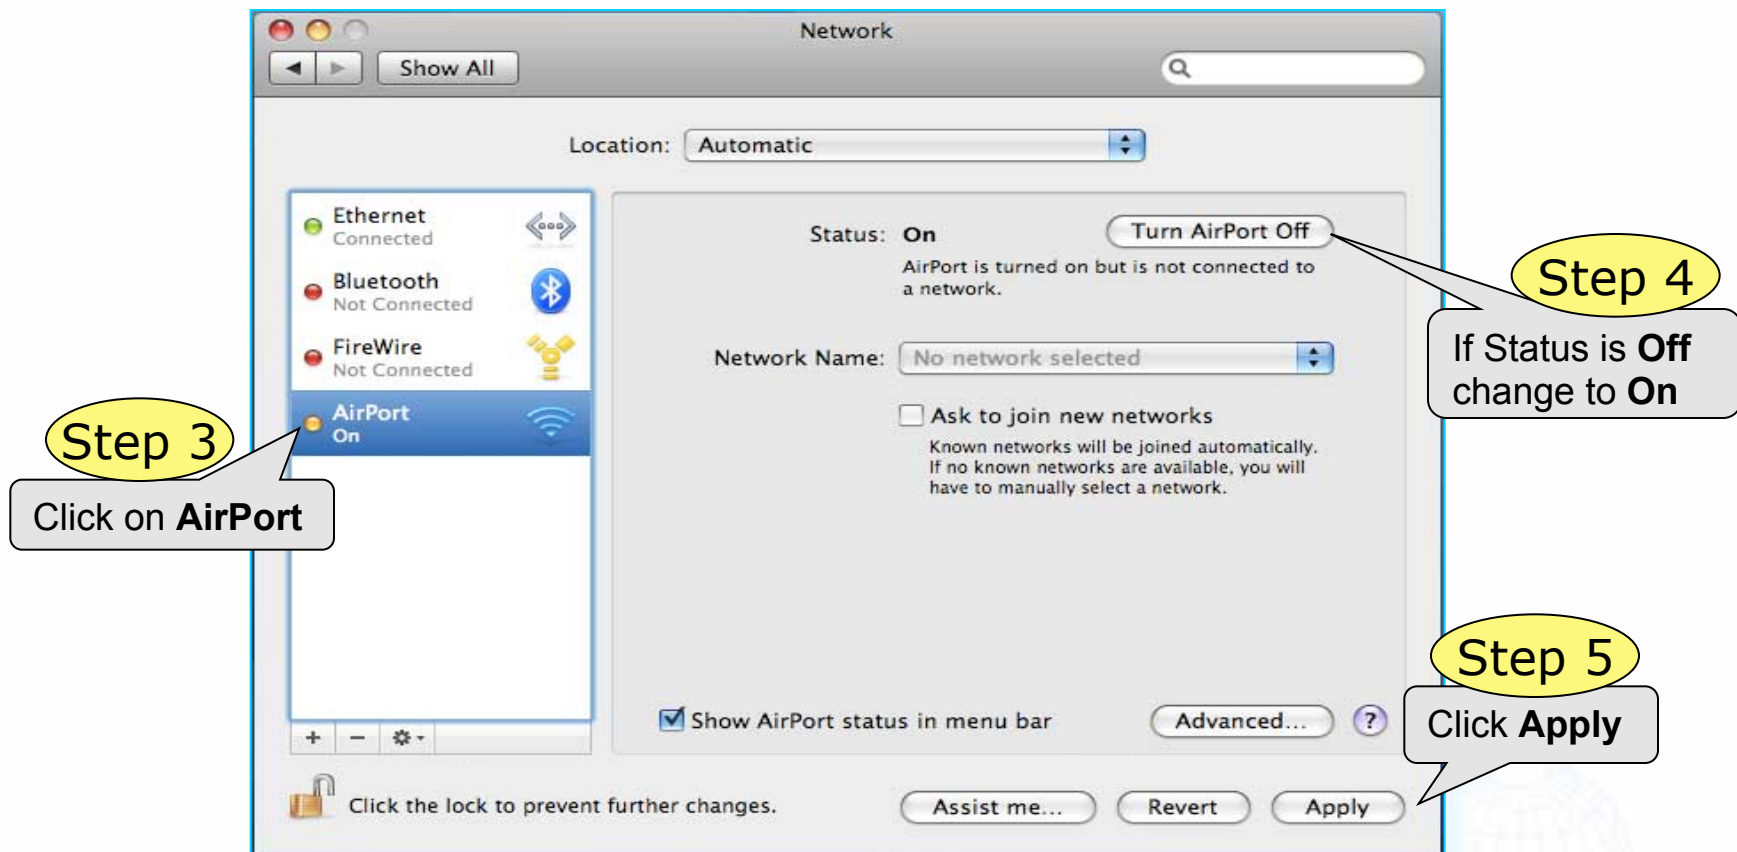 Network
Show All
Location: Automatic
Ethernet
Connected
Bluetooth
Not Connected
FireWire
Not Connected
AirPort
On
Step 3
Click on AirPort
Status: On
Turn AirPort Off
AirPort is turned on but is not connected to
a network.
Step 4
If Status is Off
change to On
Network Name: No network selected
Ask to join new networks
Known networks will be joined automatically.
If no known networks are available, you will
have to manually select a network.
Step 5
Click Apply
Show AirPort status in menu bar
Advanced...
?
Click the lock to prevent further changes.
Assist me...
Revert
Apply